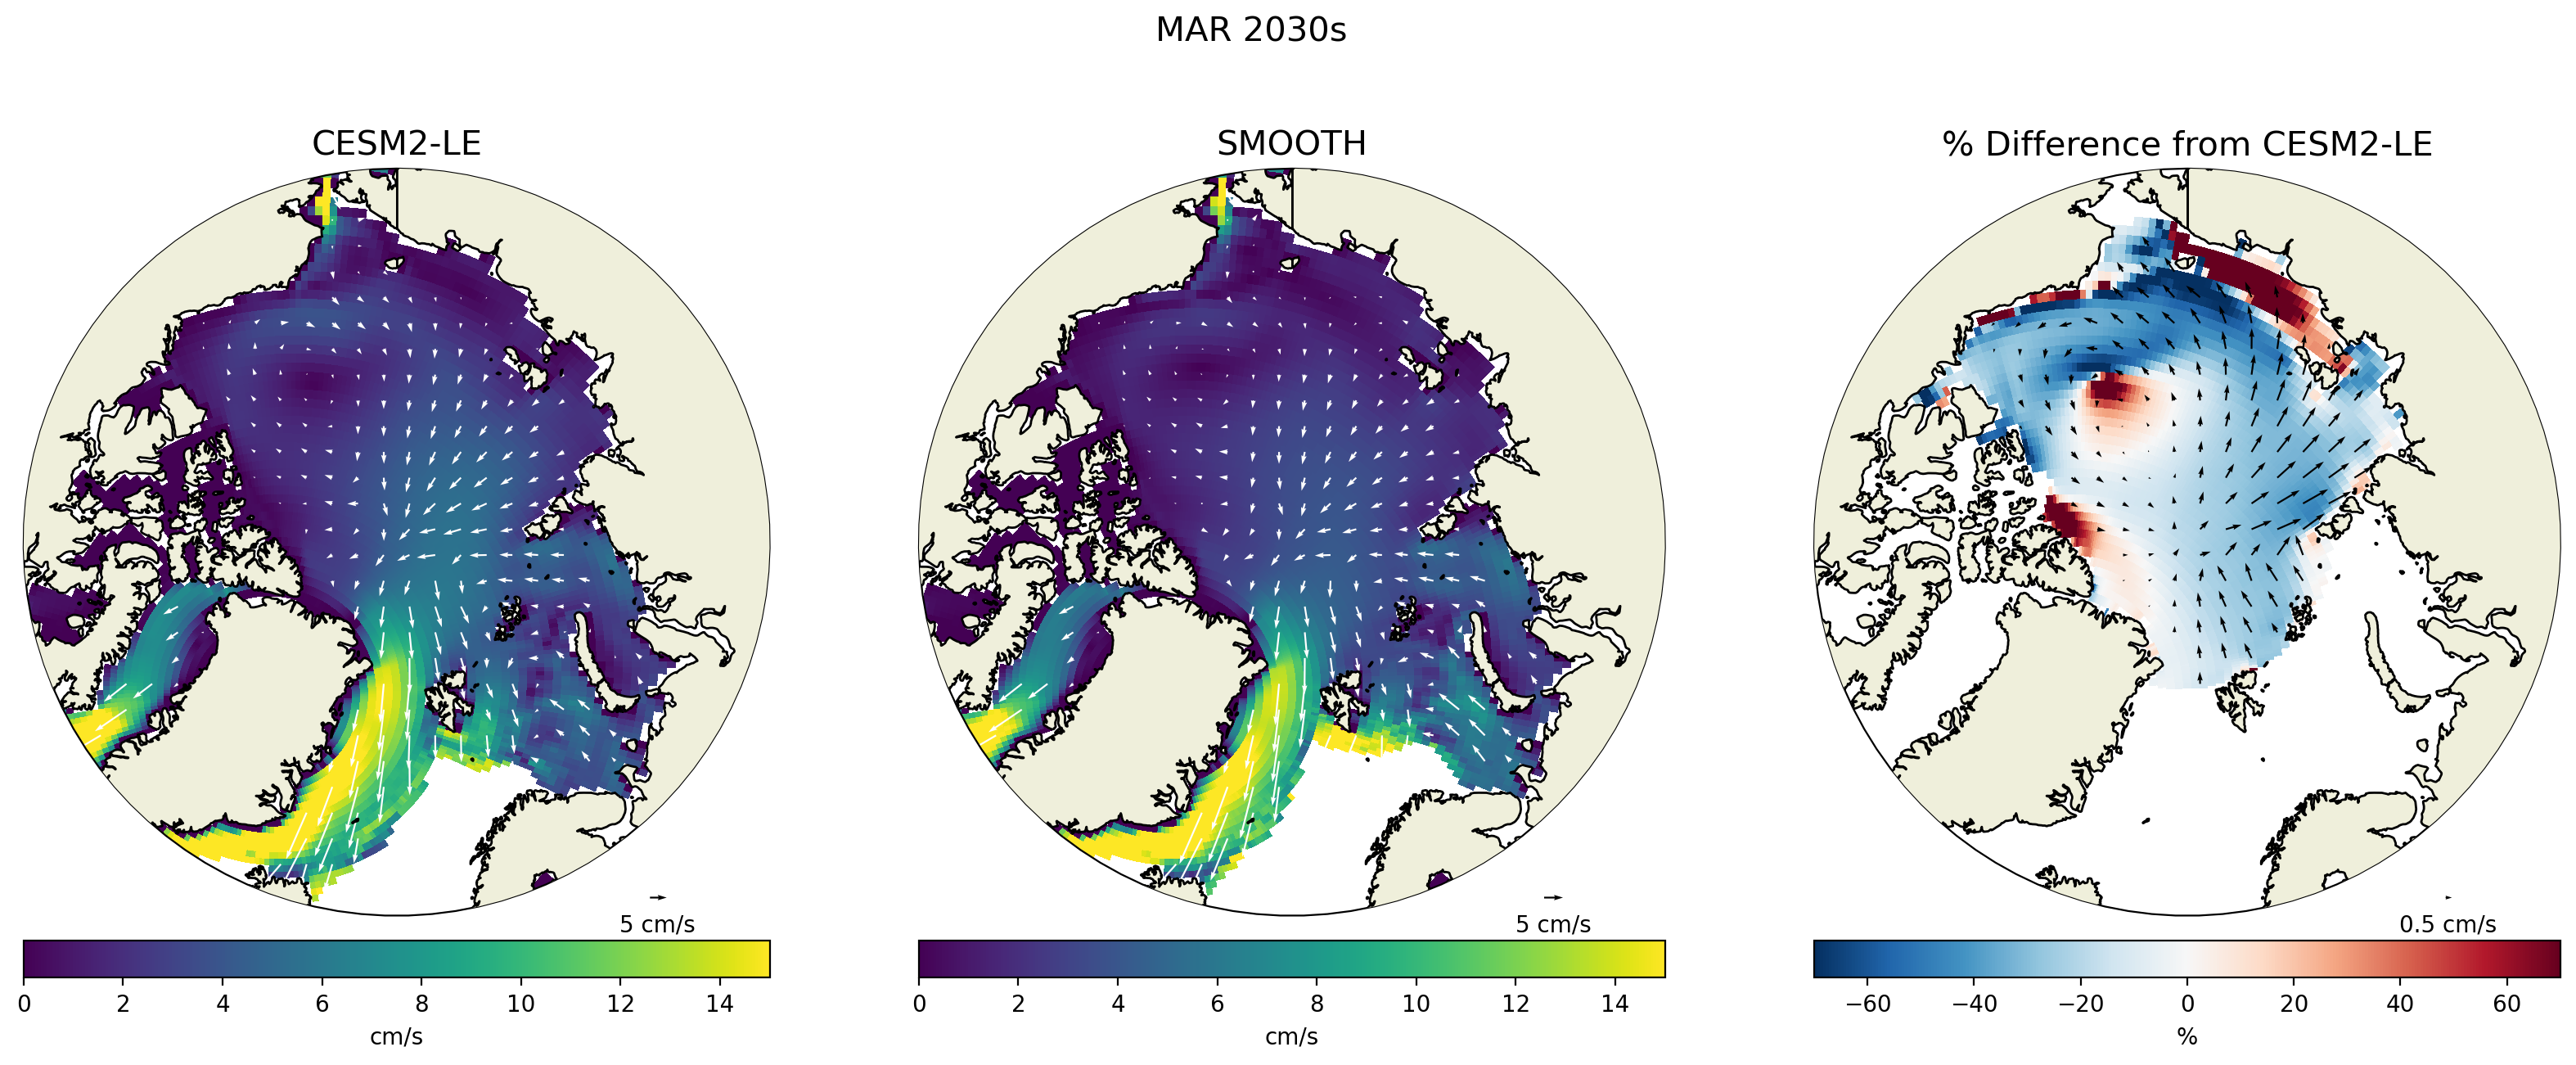 MAR 2030s
CESM2-LE
SMOOTH
% Difference from CESM2-LE
5 cm/s
5 cm/s
0.5 cm/s
0 2 4 6 8 10 12 14
0 2 4 6 8 10 12 14
−60 −40 −20 0 20 40 60
cm/s
cm/s
%